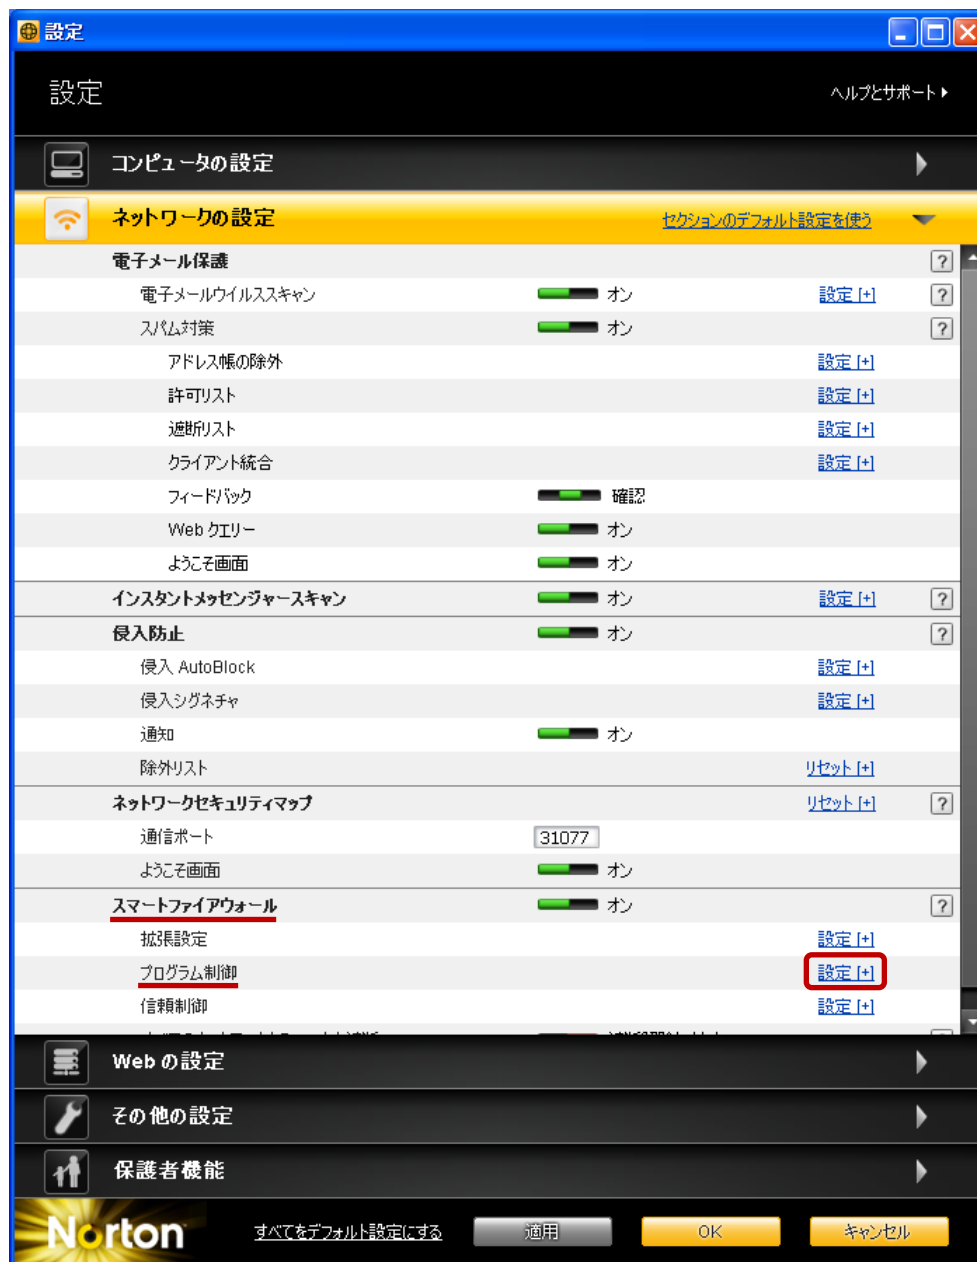 設定
設定
ヘルプとサポート
コンピュータの設定
ネットワークの設定 セクションのデフォルト設定を使う
電子メール保護 ?
電子メールウイルススキャン オン 設定 [+] ?
スパム対策 オン ?
アドレス帳の除外 設定 [+]
許可リスト 設定 [+]
遮断リスト 設定 [+]
クライアント統合 設定 [+]
フィードバック 確認
Web クエリー オン
ようこそ画面 オン
インスタントメッセンジャースキャン オン 設定 [+] ?
侵入防止 オン ?
侵入 AutoBlock 設定 [+]
侵入シグネチャ 設定 [+]
通知 オン
除外リスト リセット [+]
ネットワークセキュリティマップ リセット [+] ?
通信ポート 31077
ようこそ画面 オン
スマートファイアウォール オン ?
拡張設定 設定 [+]
プログラム制御 設定 [+]
信頼制御 設定 [+]
Web の設定
その他の設定
保護者機能
Norton すべてをデフォルト設定にする 適用 OK キャンセル